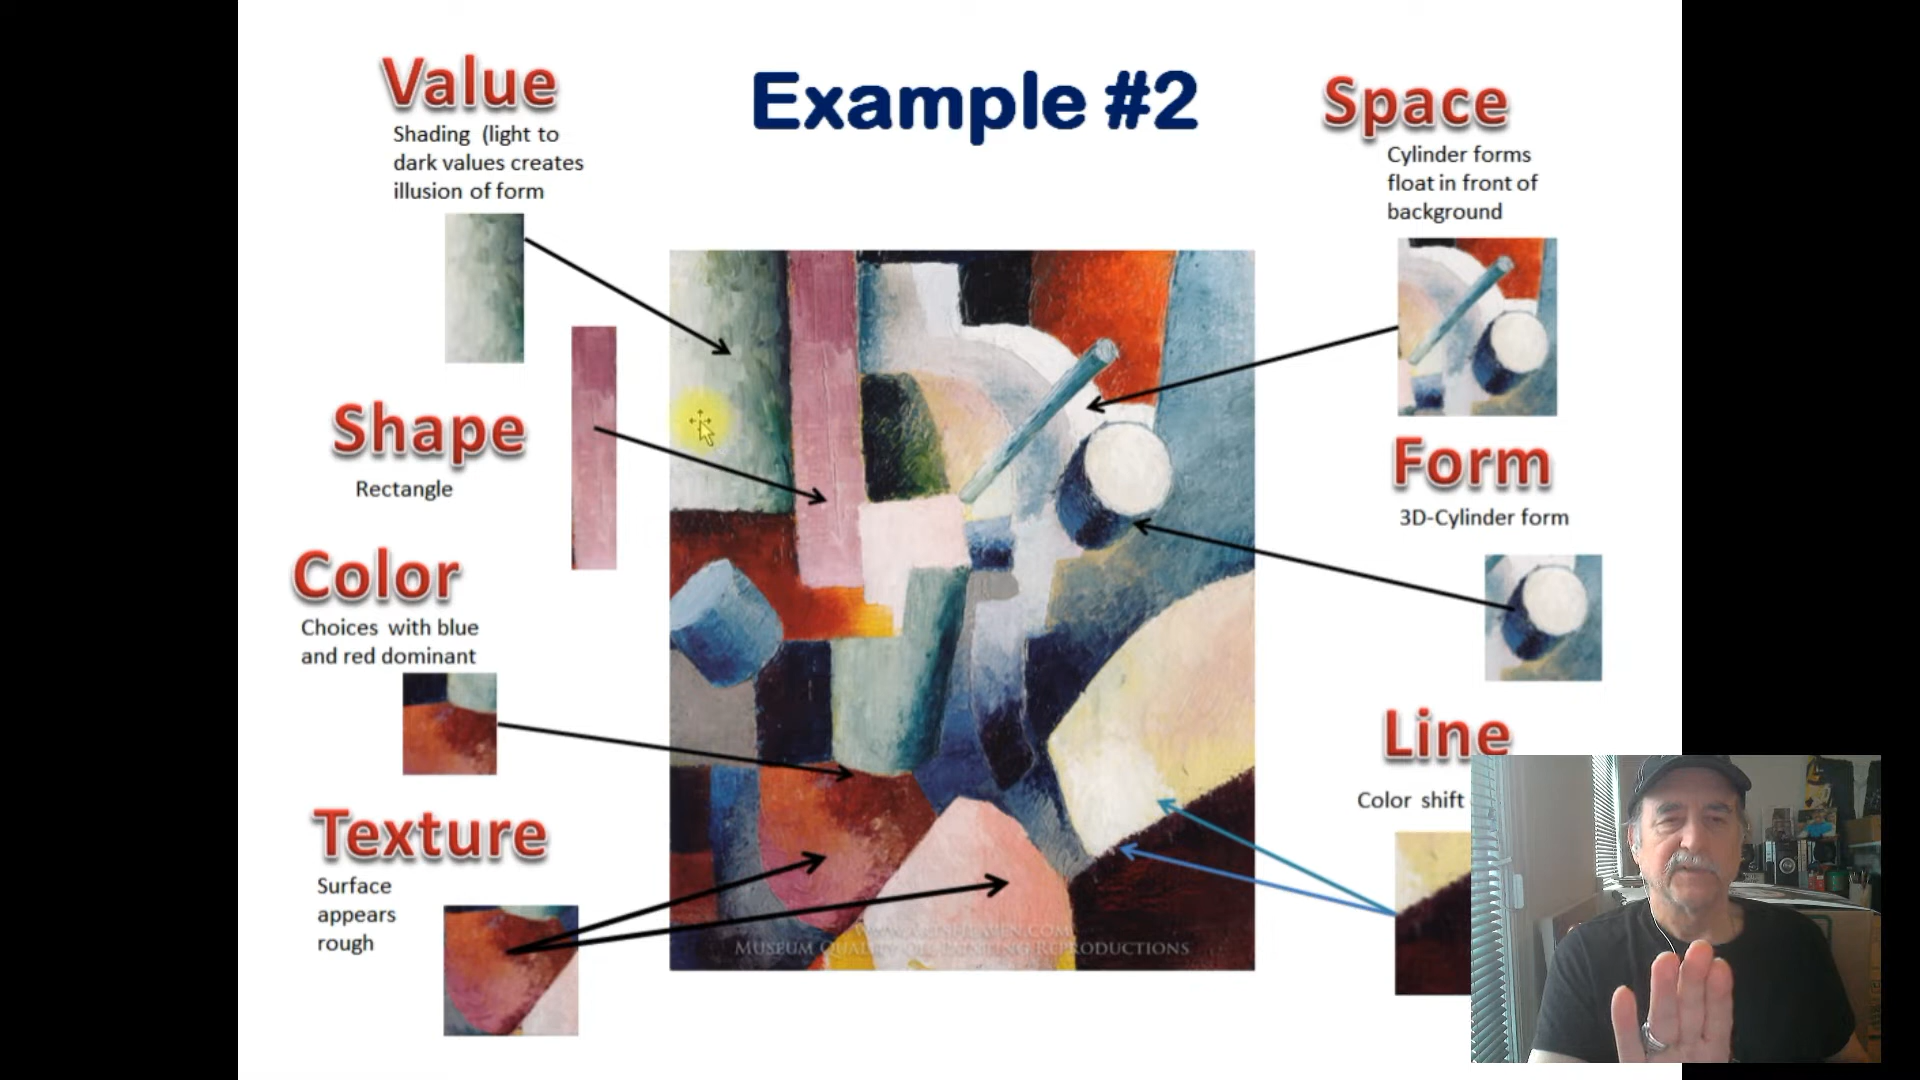 Example #2
Value
Shading (light to
dark values creates
illusion of form
Shape
Rectangle
Color
Choices with blue
and red dominant
Texture
Surface
appears
rough
Space
Cylinder forms
float in front of
background
Form
3D-Cylinder form
Line
Color shift
MUSEUM QUALITY OIL PAINTING REPRODUCTIONS